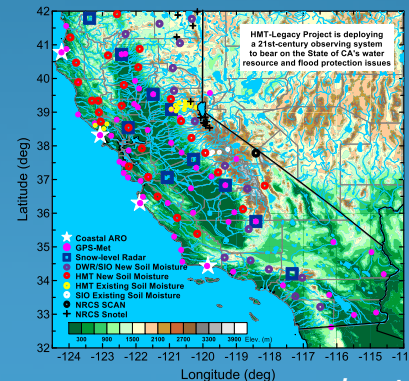 HMT-Legacy Project is deploying
a 21st-century observing system
to bear on the State of CA's water
resource and flood protection issues
42
41
40
39
38
37
36
35
34
33
32
Latitude (deg)
Coastal ARO
GPS-Met
Snow-level Radar
DWR/SIO New Soil Moisture
HMT New Soil Moisture
HMT Existing Soil Moisture
SIO Existing Soil Moisture
NRCS SCAN
NRCS Snotel
300 900 1500 2100 2700 3300 3900 Elev. (m)
-124 -123 -122 -121 -120 -119 -118 -117 -116 -115 -114
Longitude (deg)